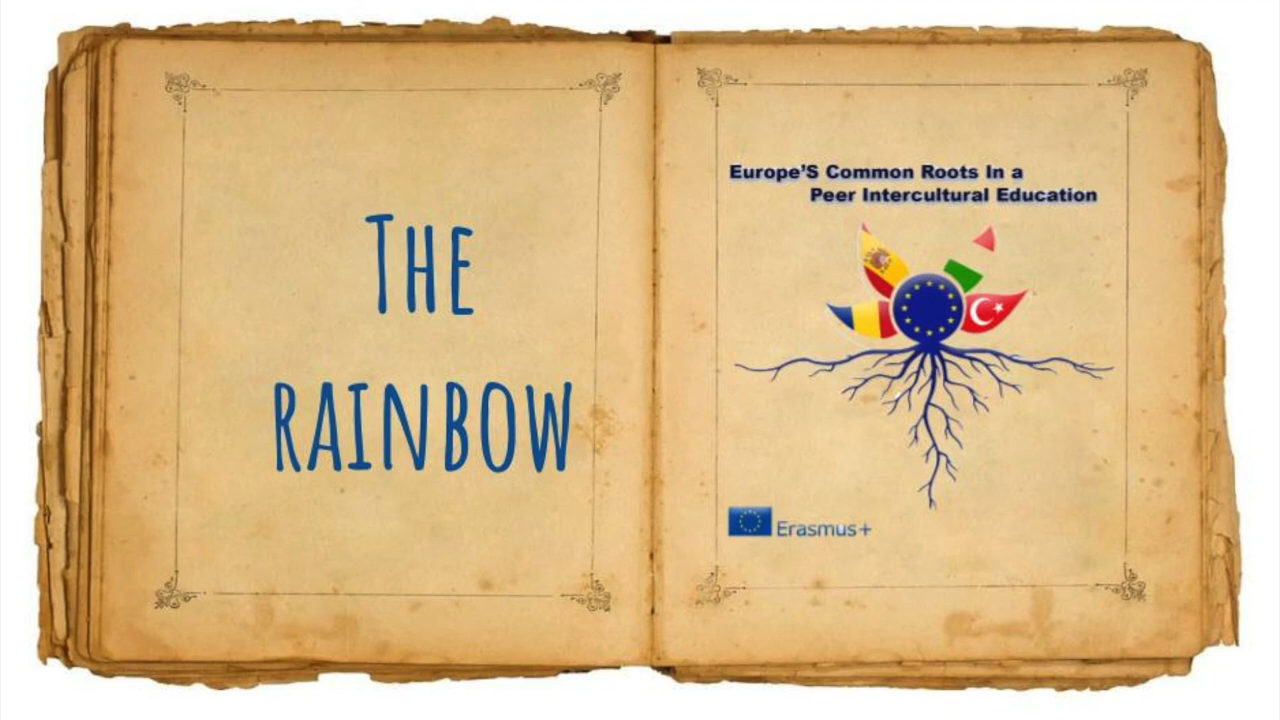 THE
RAINBOW
Europe'S Common Roots In a
Peer Intercultural Education
Erasmus+